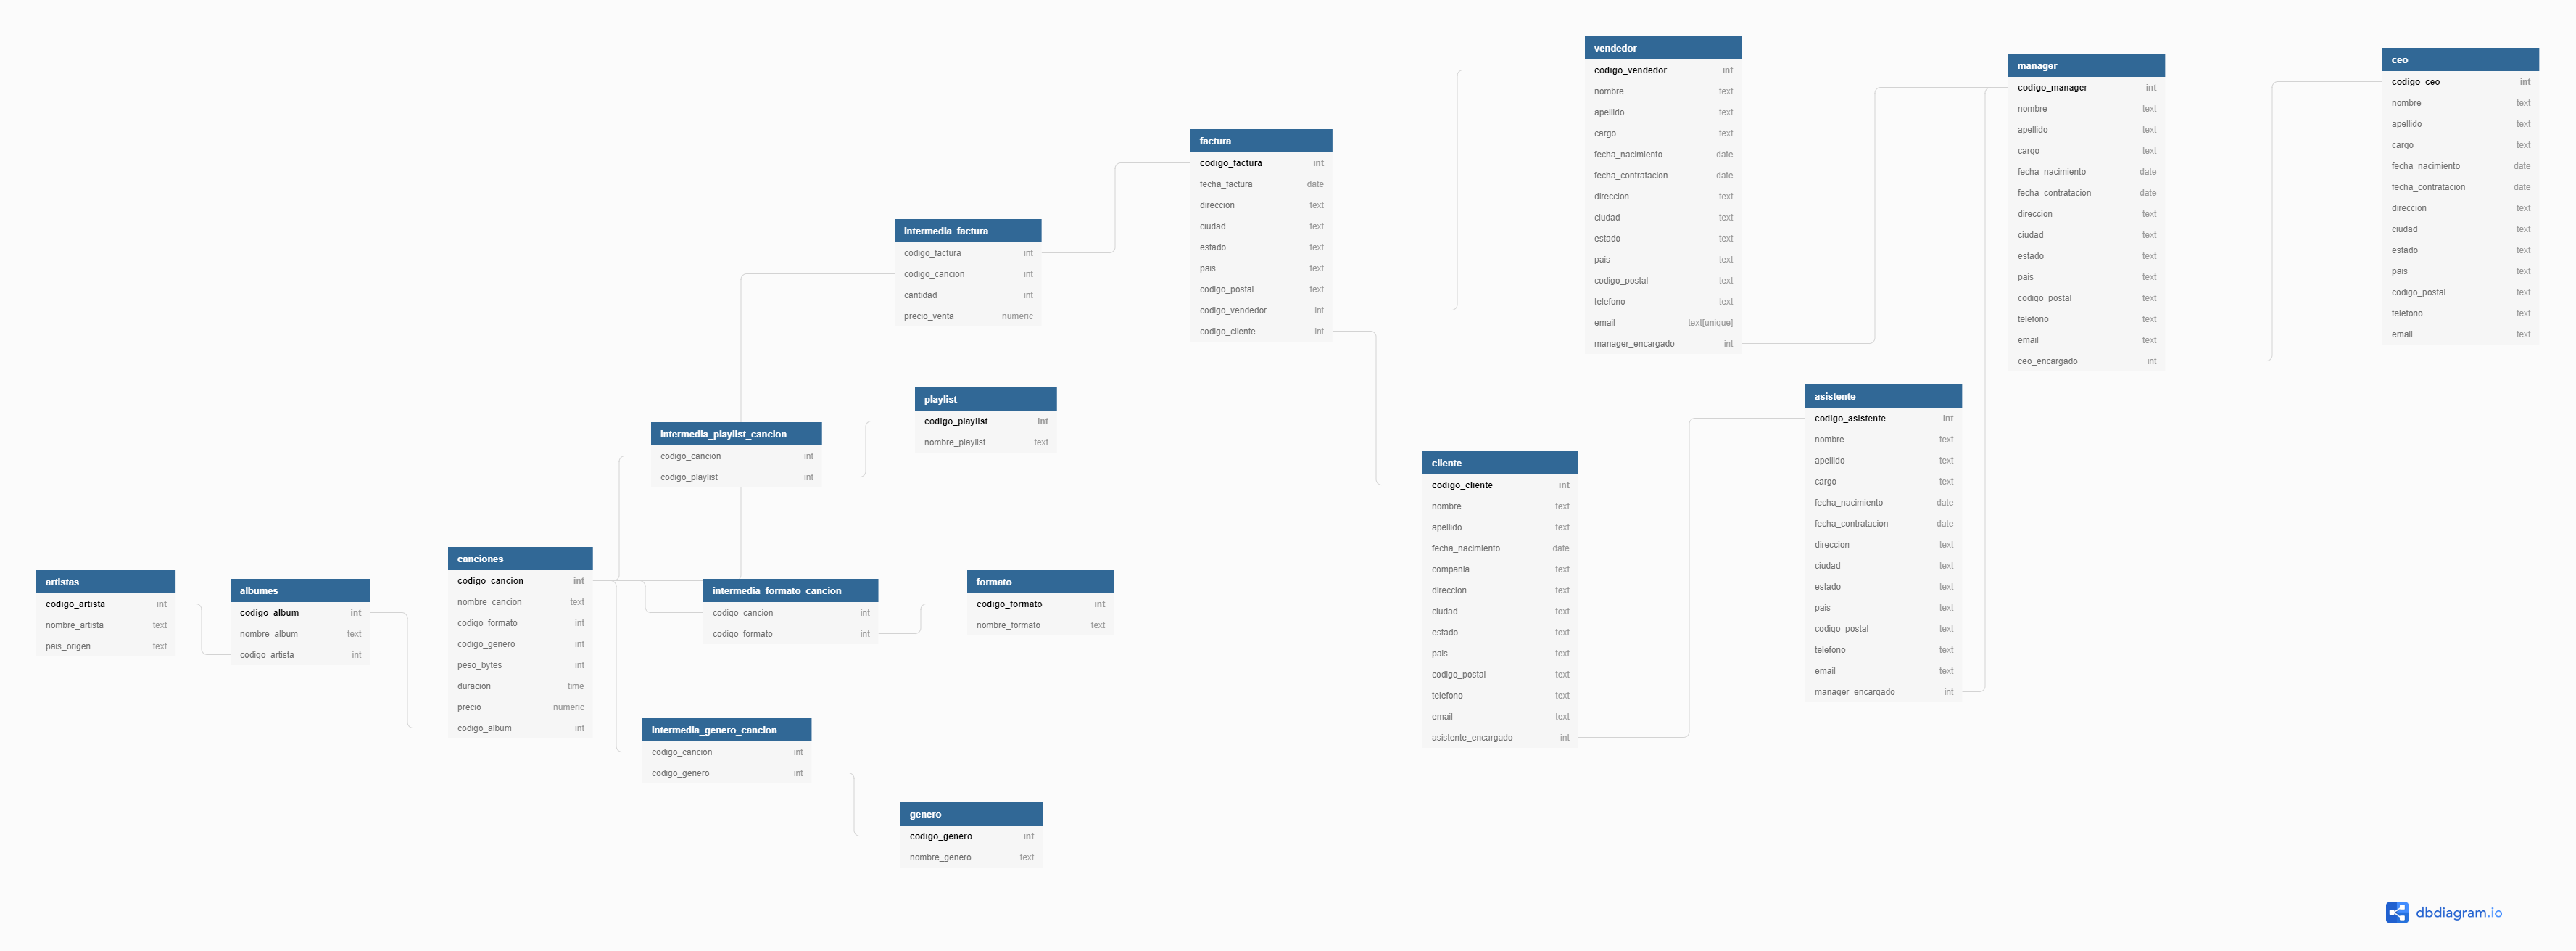 artistas
codigo_artista int
nombre_artista text
pais_origen text
albumes
codigo_album int
nombre_album text
codigo_artista int
canciones
codigo_cancion int
nombre_cancion text
codigo_formato int
codigo_genero int
peso_bytes int
duracion time
precio numeric
codigo_album int
intermedia_playlist_cancion
codigo_cancion int
codigo_playlist int
intermedia_formato_cancion
codigo_cancion int
codigo_formato int
intermedia_genero_cancion
codigo_cancion int
codigo_genero int
intermedia_factura
codigo_factura int
codigo_cancion int
cantidad int
precio_venta numeric
playlist
codigo_playlist int
nombre_playlist text
formato
codigo_formato int
nombre_formato text
genero
codigo_genero int
nombre_genero text
factura
codigo_factura int
fecha_factura date
direccion text
ciudad text
estado text
pais text
codigo_postal text
codigo_vendedor int
codigo_cliente int
cliente
codigo_cliente int
nombre text
apellido text
fecha_nacimiento date
compania text
direccion text
ciudad text
estado text
pais text
codigo_postal text
telefono text
email text
asistente_encargado int
vendedor
codigo_vendedor int
nombre text
apellido text
cargo text
fecha_nacimiento date
fecha_contratacion date
direccion text
ciudad text
estado text
pais text
codigo_postal text
telefono text
email text[unique]
manager_encargado int
asistente
codigo_asistente int
nombre text
apellido text
cargo text
fecha_nacimiento date
fecha_contratacion date
direccion text
ciudad text
estado text
pais text
codigo_postal text
telefono text
email text
manager_encargado int
manager
codigo_manager int
nombre text
apellido text
cargo text
fecha_nacimiento date
fecha_contratacion date
direccion text
ciudad text
estado text
pais text
codigo_postal text
telefono text
email text
ceo_encargado int
ceo
codigo_ceo int
nombre text
apellido text
cargo text
fecha_nacimiento date
fecha_contratacion date
direccion text
ciudad text
estado text
pais text
codigo_postal text
telefono text
email text
dbdiagram.io